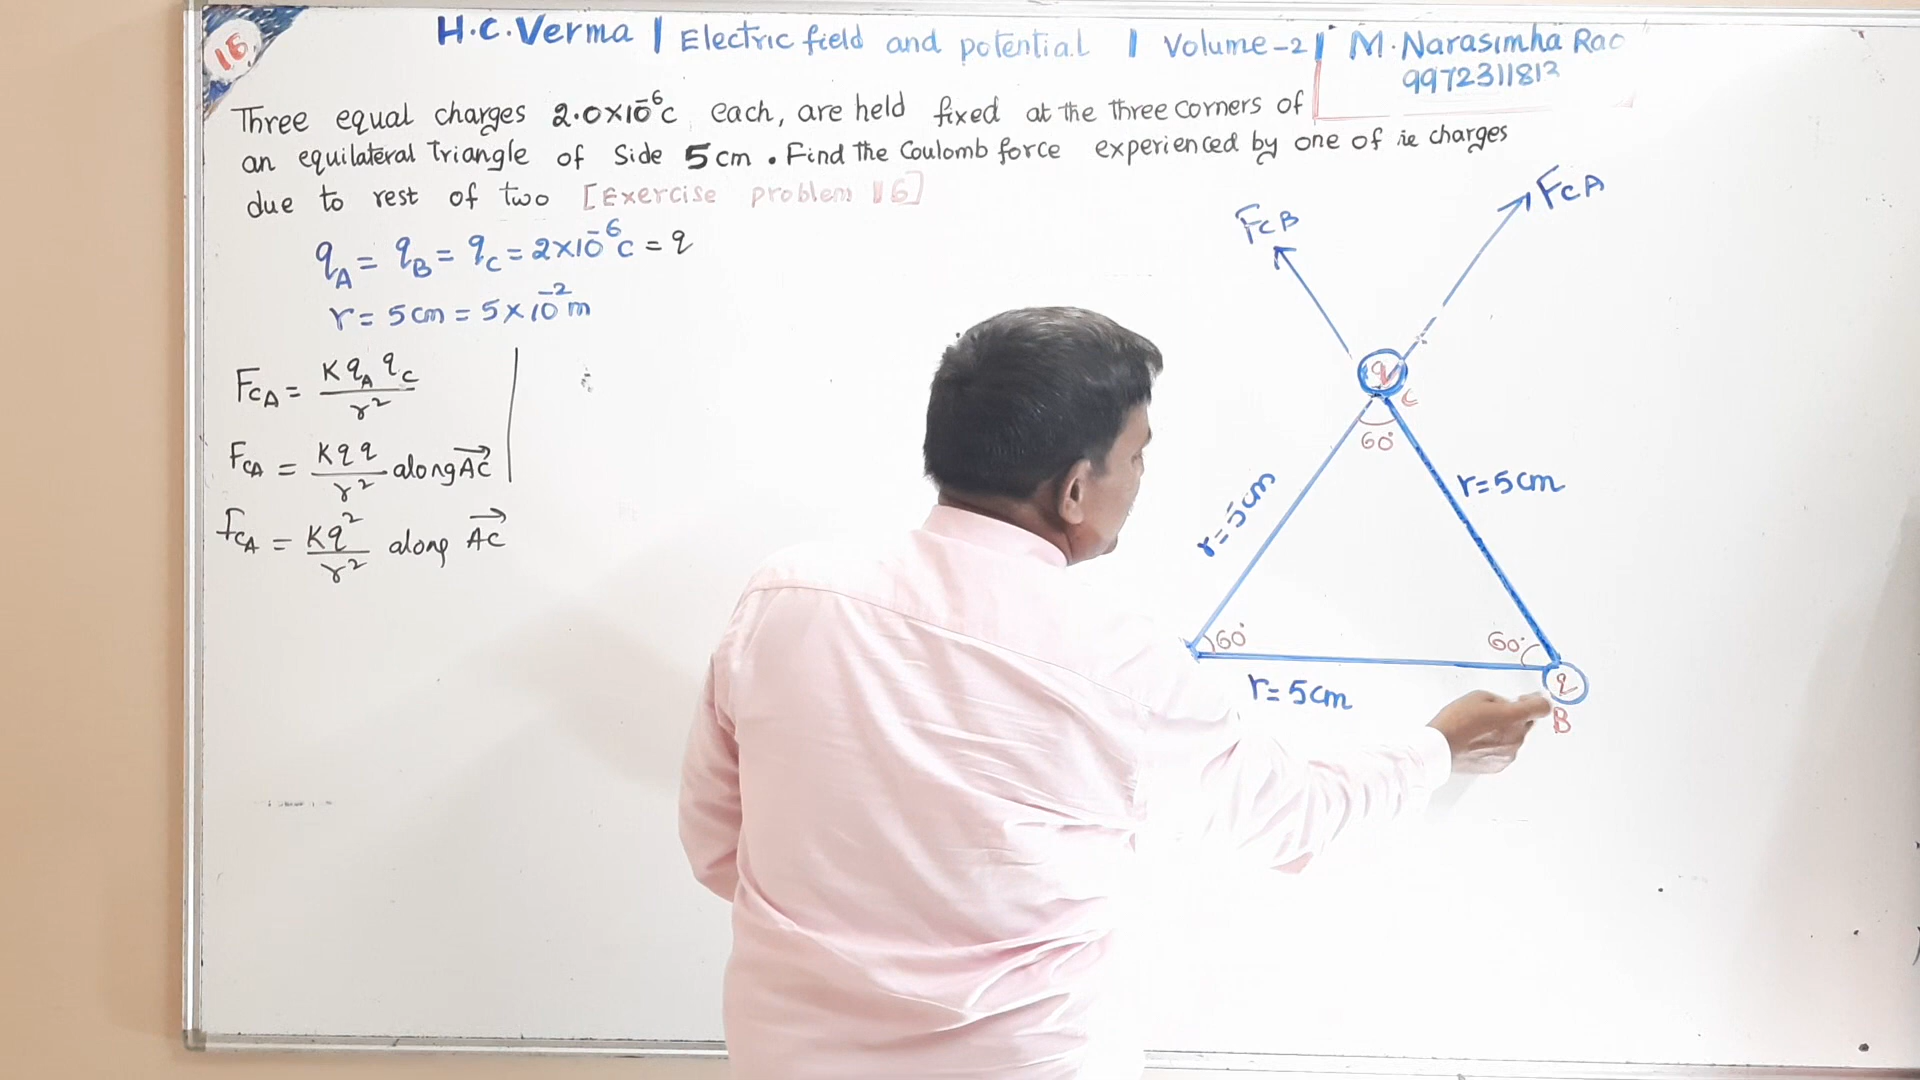 16
H.C.Verma | Electric field and potential | Volume-2 | M.Narasimha Rao
9972311813
Three equal charges 2.0×10⁻⁶c each, are held fixed at the three corners of
an equilateral Triangle of Side 5cm. Find the Coulomb force experienced by one of ie charges
due to rest of two [Exercise problem 16]
q_A = q_B = q_C = 2×10⁻⁶c = q
r = 5cm = 5×10⁻²m
F_CA = K q_A q_C / r²
F_CA = K q q / r² along AC→
F_CA = K q² / r² along AC→
F_CB
F_CA
q
C
60°
r=5cm
r=5cm
60°
60°
r=5cm
q
B